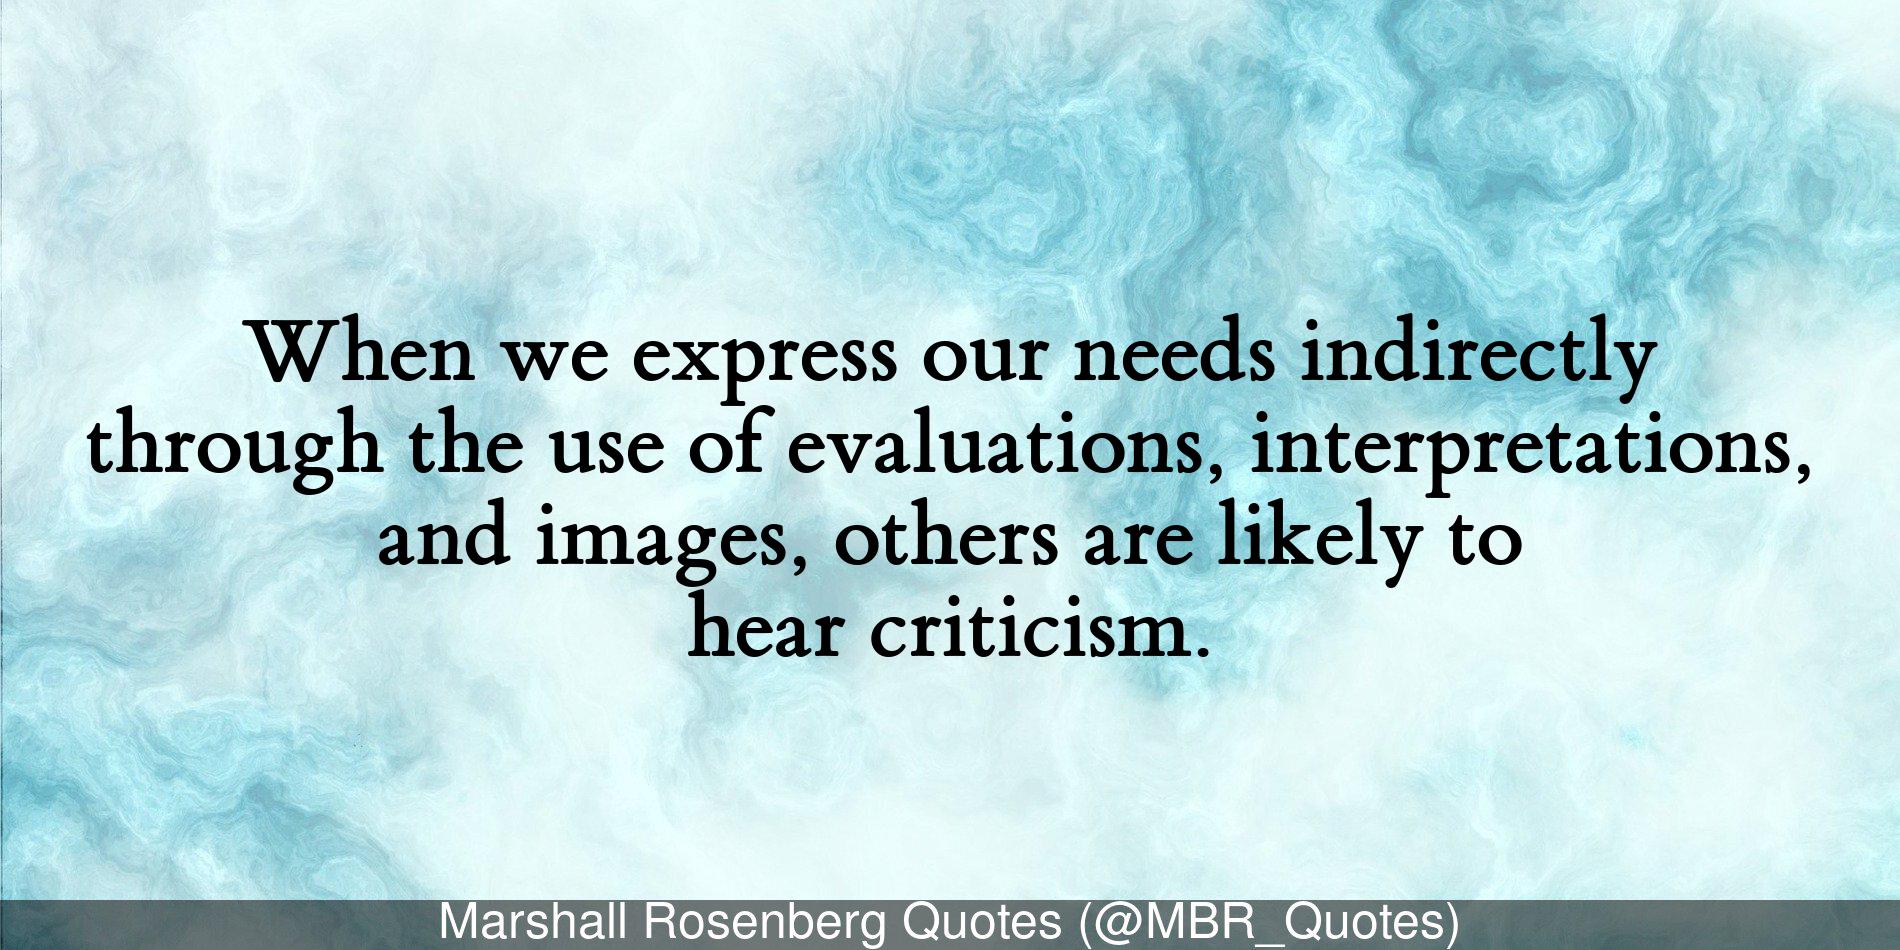 When we express our needs indirectly
through the use of evaluations, interpretations,
and images, others are likely to
hear criticism.
Marshall Rosenberg Quotes (@MBR_Quotes)